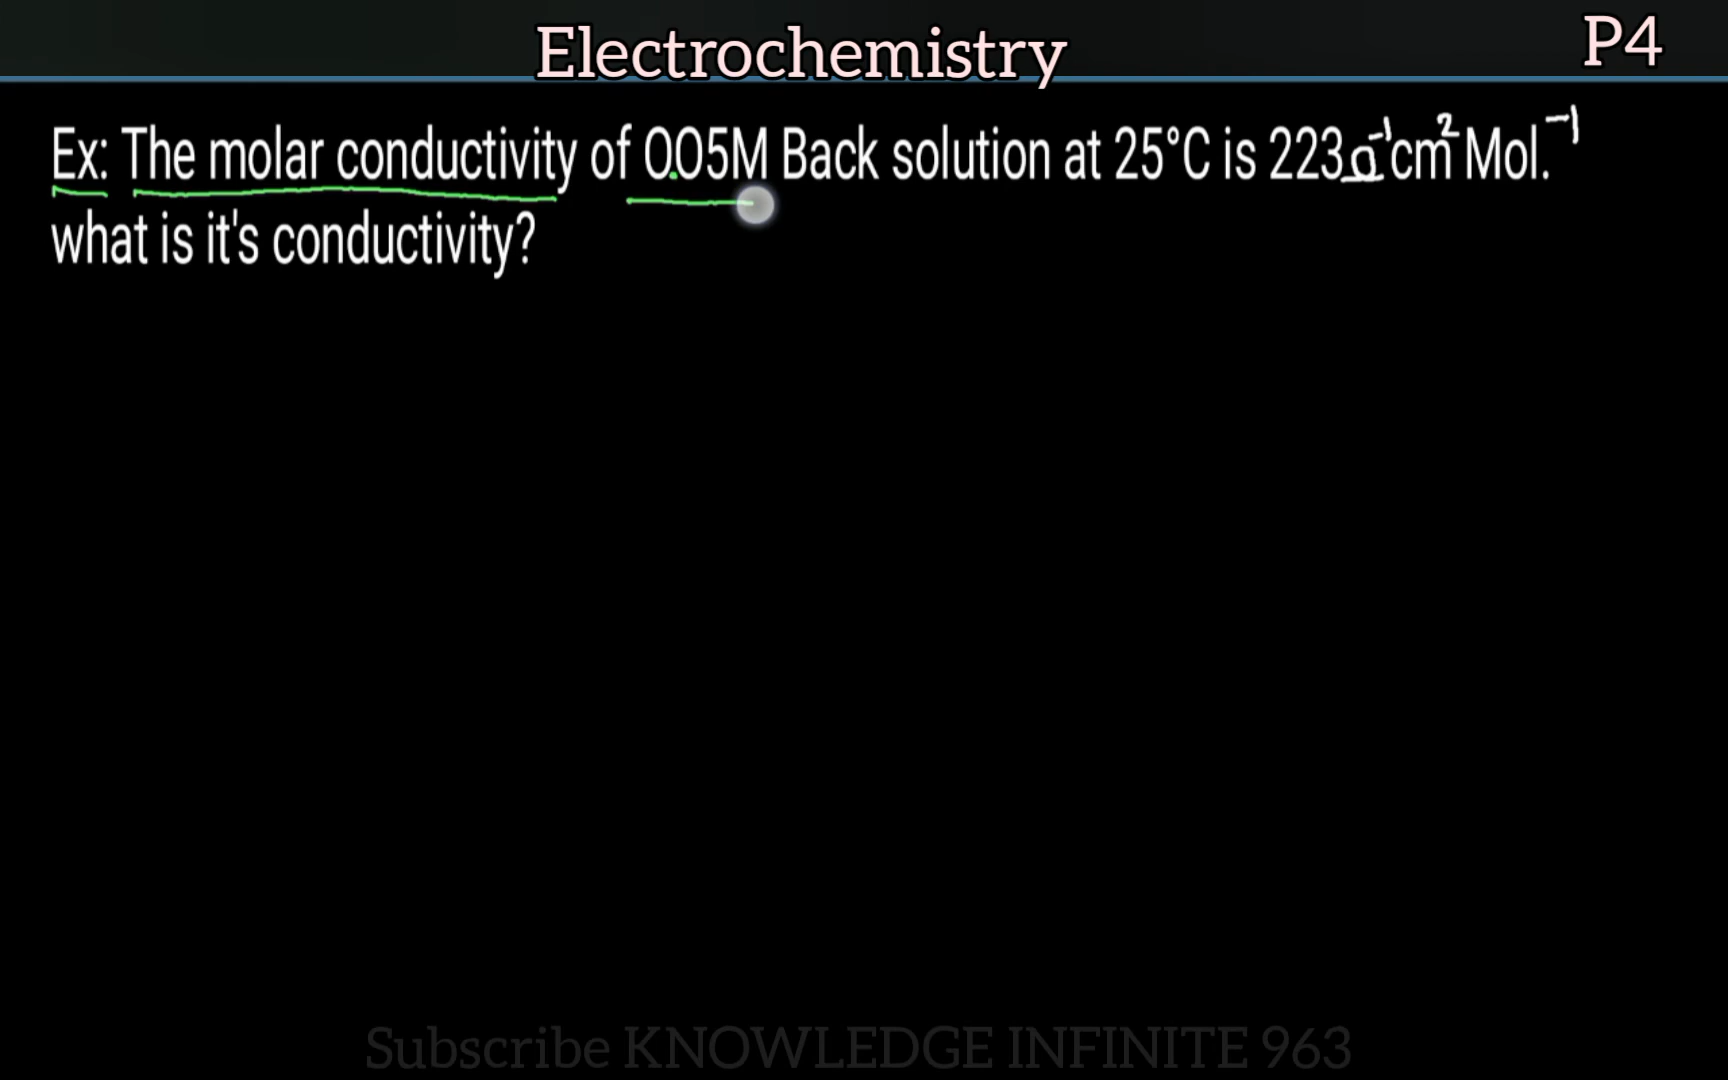 Electrochemistry
P4
Ex: The molar conductivity of 0.05M Back solution at 25°C is 223Ω⁻¹cm² Mol.⁻¹
what is it's conductivity?
Subscribe KNOWLEDGE INFINITE 963